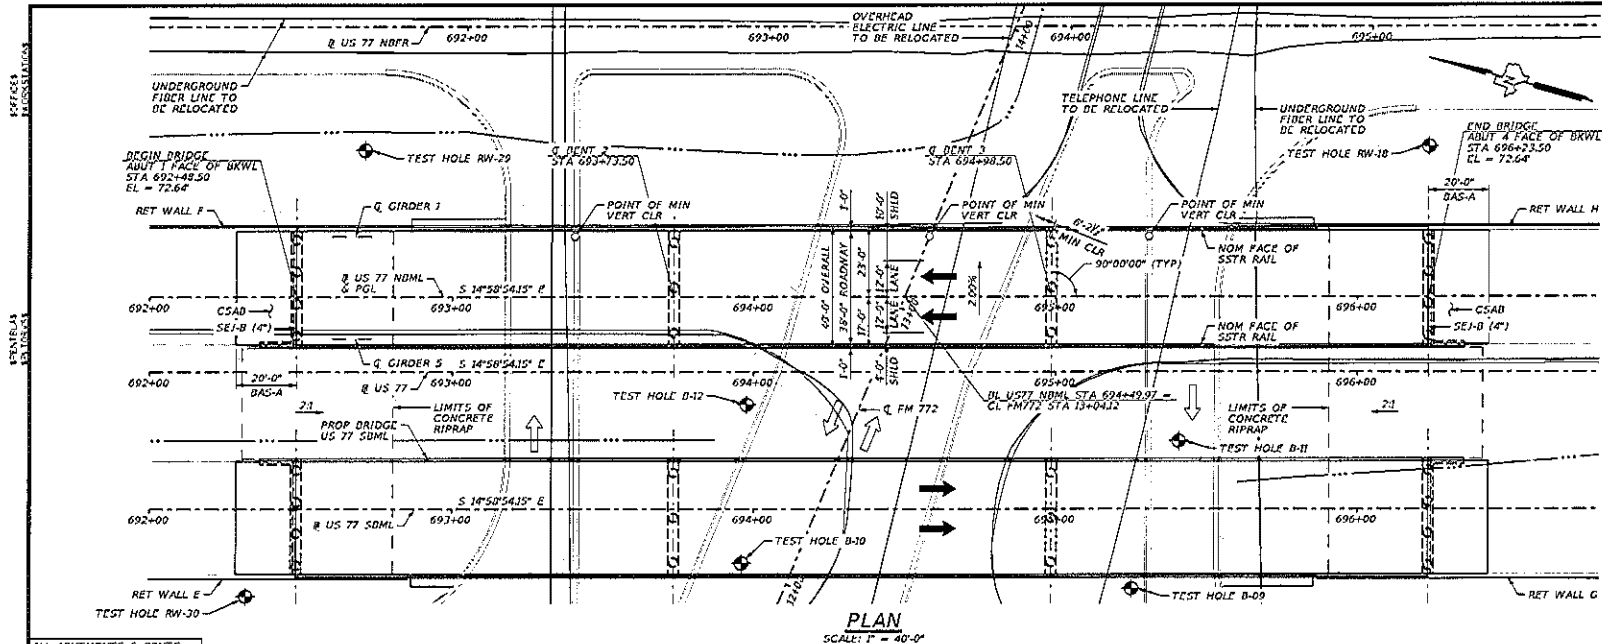 OVERHEAD
ELECTRIC LINE
TO BE RELOCATED
14+00
℄ US 77 NBFR
692+00
693+00
694+00
695+00
UNDERGROUND
FIBER LINE TO
BE RELOCATED
TELEPHONE LINE
TO BE RELOCATED
UNDERGROUND
FIBER LINE TO
BE RELOCATED
BEGIN BRIDGE
ABUT 1 FACE OF BKWL
STA 692+48.50
EL = 72.64'
TEST HOLE RW-29
℄ BENT 2
STA 693+73.50
℄ BENT 3
STA 694+98.50
TEST HOLE RW-18
END BRIDGE
ABUT 4 FACE OF BKWL
STA 696+23.50
EL = 72.64'
20'-0"
BAS-A
RET WALL F
℄ GIRDER 1
POINT OF MIN
VERT CLR
1'-0"
10'-0"
SHLD
POINT OF MIN
VERT CLR
MIN CLR
POINT OF MIN
VERT CLR
RET WALL H
NOM FACE OF
SSTR RAIL
90°00'00" (TYP)
US 77 NBML
& PGL
S 14°58'54.15" E
40'-0" OVERALL
38'-0" ROADWAY
23'-0"
17'-0"
12'-0"
LANE
12'-0"
LANE
13+00
2.00%
692+00
693+00
694+00
695+00
696+00
CSAB
SEJ-B (4")
NOM FACE OF
SSTR RAIL
CSAB
SEJ-B (4")
℄ GIRDER 5
S 14°58'54.15" E
1'-0"
4'-0"
SHLD
692+00
US 77
693+00
694+00
695+00
696+00
20'-0"
BAS-A
2:1
LIMITS OF
CONCRETE
RIPRAP
TEST HOLE B-12
℄ FM 772
BL US77 NBML STA 694+49.97 =
CL FM772 STA 13+04.12
LIMITS OF
CONCRETE
RIPRAP
2:1
PROP BRIDGE
US 77 SBML
TEST HOLE B-11
S 14°58'54.15" E
692+00
US 77 SBML
693+00
694+00
695+00
696+00
TEST HOLE B-10
RET WALL E
TEST HOLE RW-30
12+00
TEST HOLE B-09
RET WALL G
PLAN
SCALE: 1" = 40'-0"